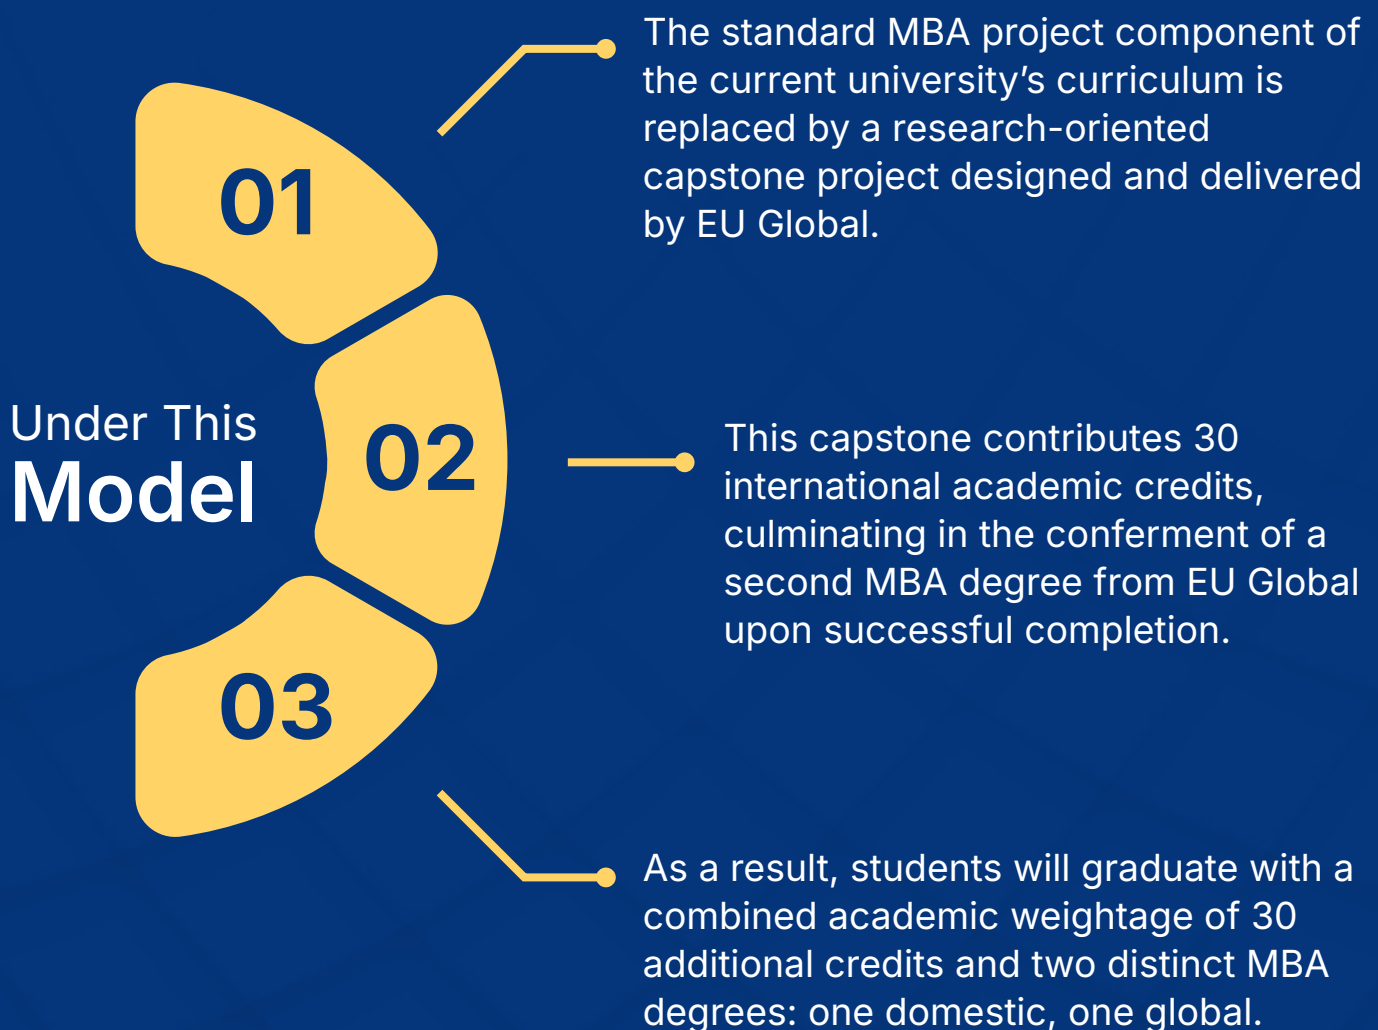 Under This
Model
01
The standard MBA project component of
the current university’s curriculum is
replaced by a research-oriented
capstone project designed and delivered
by EU Global.
02
This capstone contributes 30
international academic credits,
culminating in the conferment of a
second MBA degree from EU Global
upon successful completion.
03
As a result, students will graduate with a
combined academic weightage of 30
additional credits and two distinct MBA
degrees: one domestic, one global.